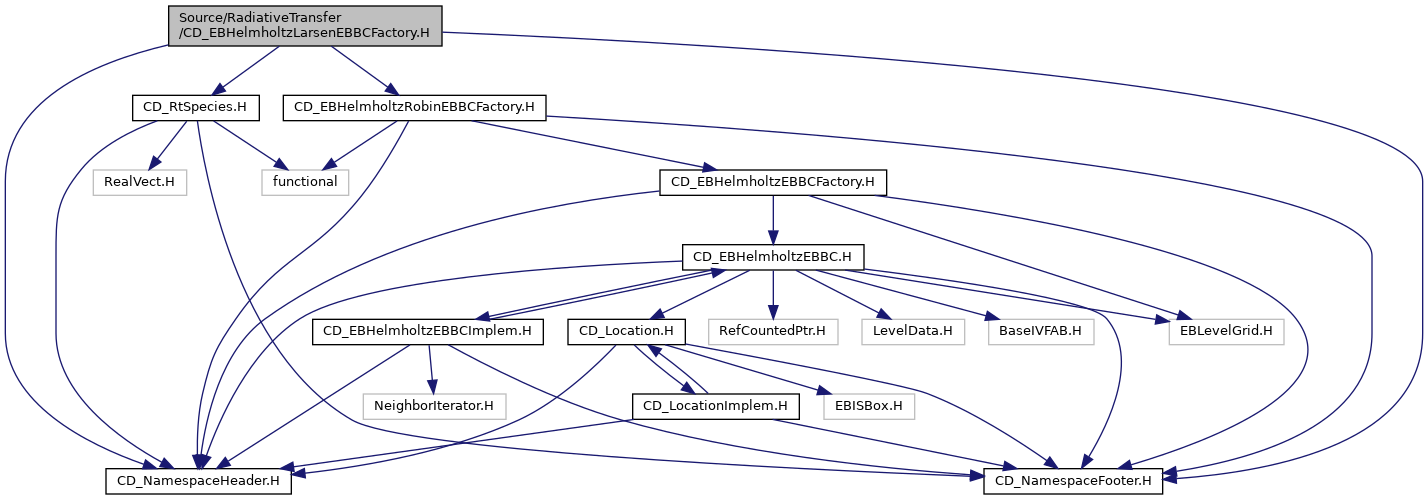 Source/RadiativeTransfer
/CD_EBHelmholtzLarsenEBBCFactory.H
CD_RtSpecies.H
CD_EBHelmholtzRobinEBBCFactory.H
RealVect.H
functional
CD_EBHelmholtzEBBCFactory.H
CD_EBHelmholtzEBBC.H
CD_EBHelmholtzEBBCImplem.H
CD_Location.H
RefCountedPtr.H
LevelData.H
BaseIVFAB.H
EBLevelGrid.H
NeighborIterator.H
CD_LocationImplem.H
EBISBox.H
CD_NamespaceHeader.H
CD_NamespaceFooter.H